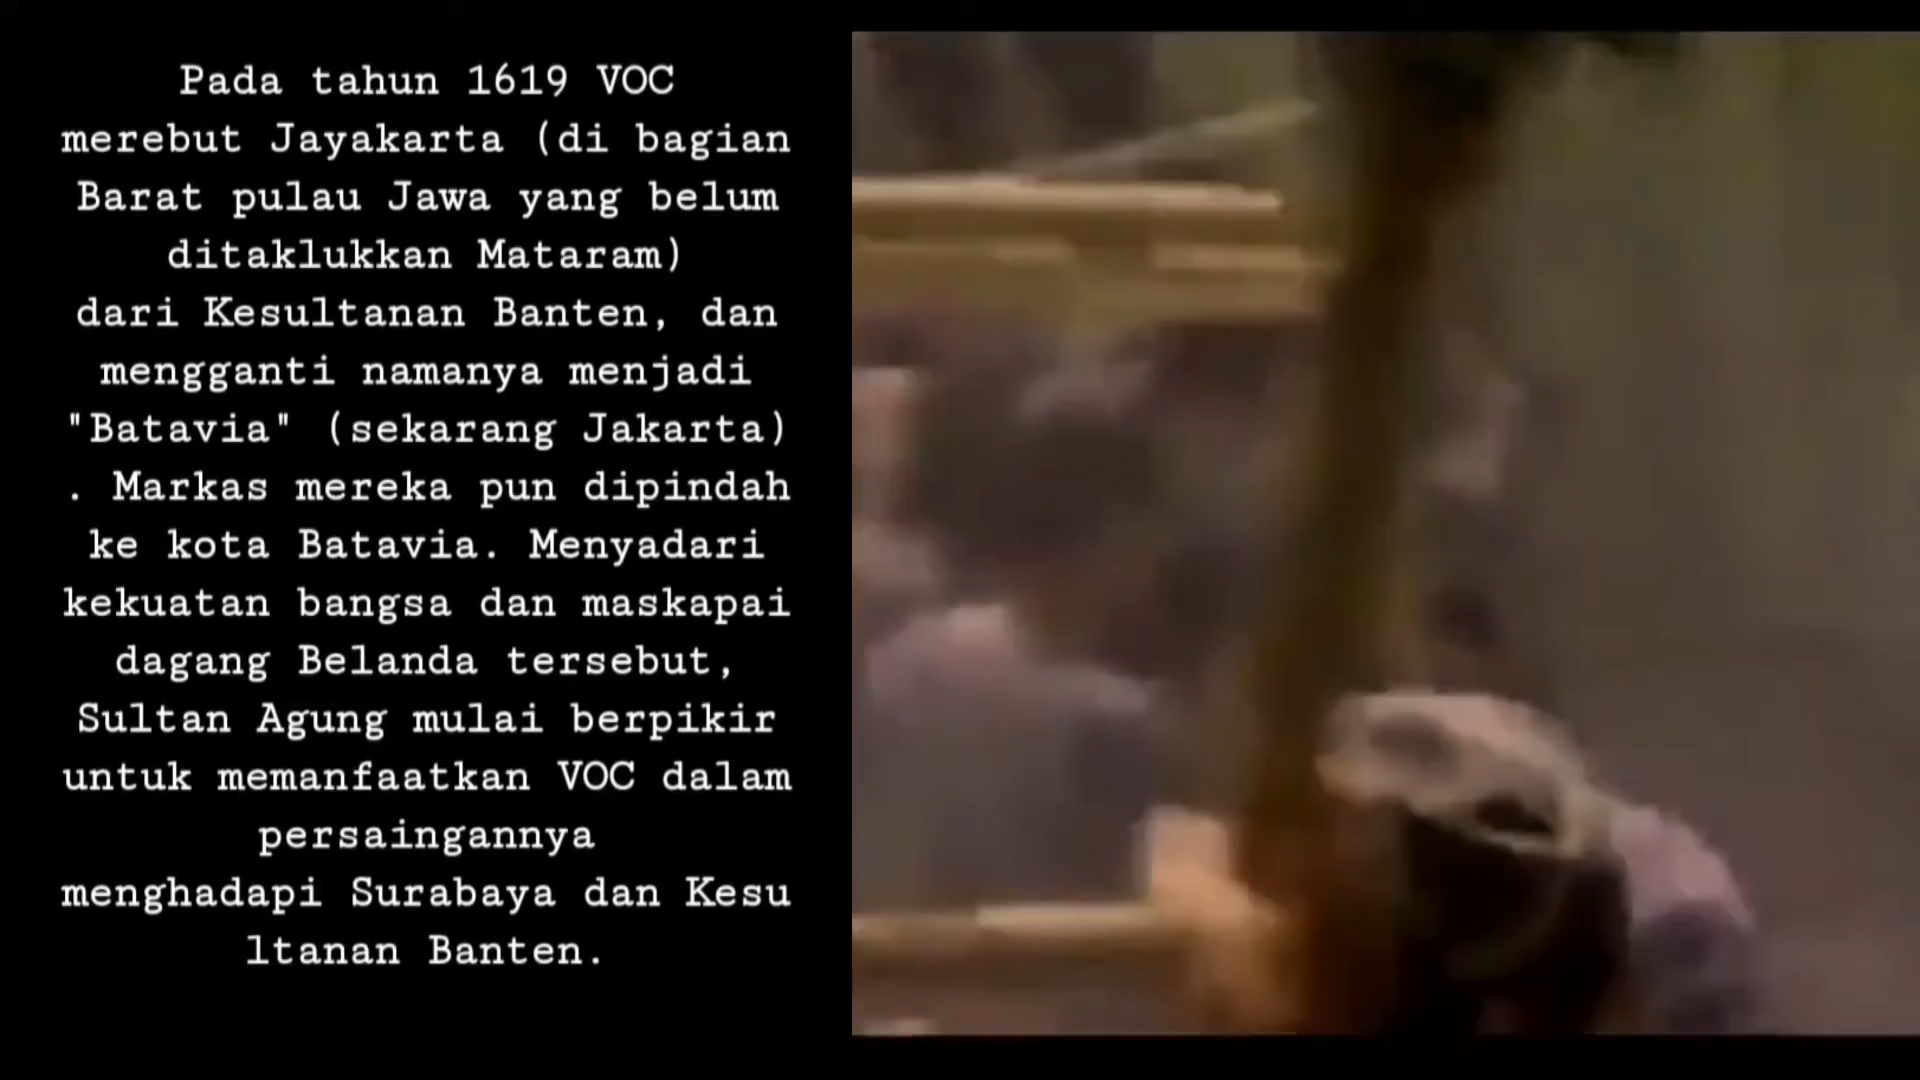 Pada tahun 1619 VOC
merebut Jayakarta (di bagian
Barat pulau Jawa yang belum
ditaklukkan Mataram)
dari Kesultanan Banten, dan
mengganti namanya menjadi
"Batavia" (sekarang Jakarta)
. Markas mereka pun dipindah
ke kota Batavia. Menyadari
kekuatan bangsa dan maskapai
dagang Belanda tersebut,
Sultan Agung mulai berpikir
untuk memanfaatkan VOC dalam
persaingannya
menghadapi Surabaya dan Kesu
ltanan Banten.